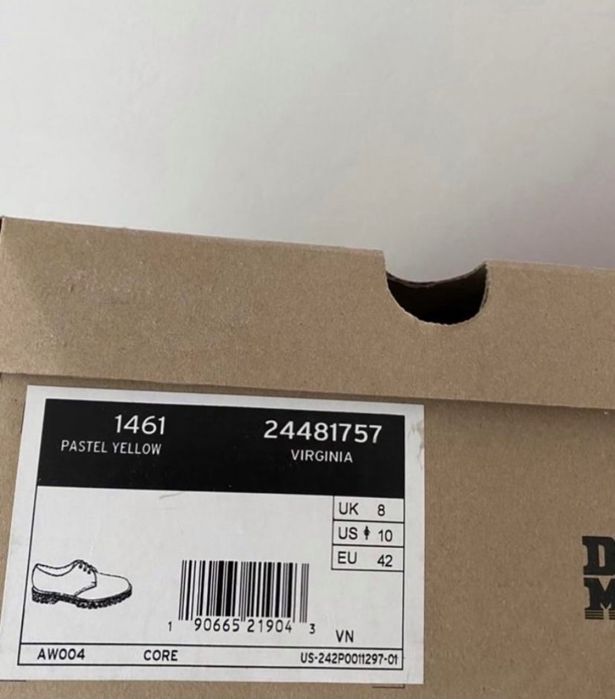 1461 24481757
PASTEL YELLOW VIRGINIA
UK 8
US 10
EU 42
1 90665 21904 3
VN
AW004 CORE US-242P0011297-01
D
M